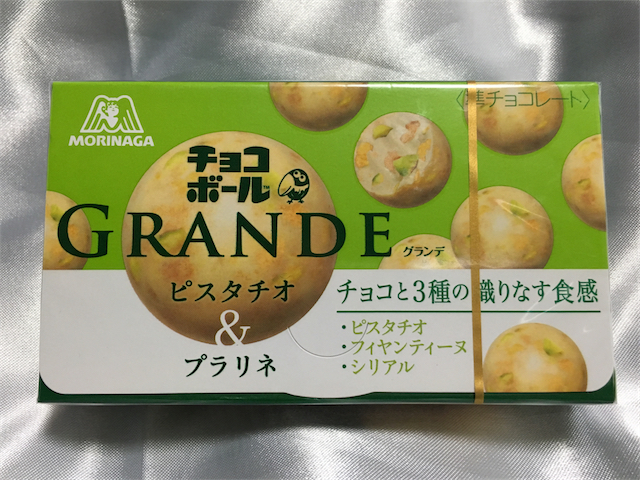 MORINAGA
〈準チョコレート〉
チョコ
ボール™
GRANDE
グランデ
ピスタチオ
&
プラリネ
チョコと3種の織りなす食感
・ピスタチオ
・フィヤンティーヌ
・シリアル